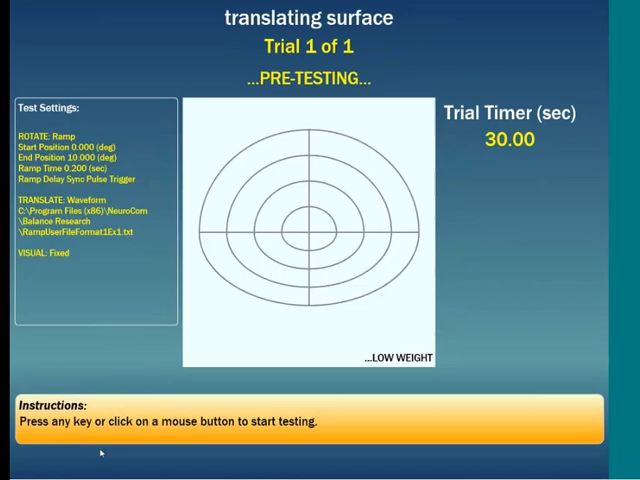 translating surface
Trial 1 of 1
...PRE-TESTING...
Test Settings:
ROTATE: Ramp
Start Position 0.000 (deg)
End Position 10.000 (deg)
Ramp Time 0.200 (sec)
Ramp Delay Sync Pulse Trigger
TRANSLATE: Waveform
C:\Program Files (x86)\NeuroCom
\Balance Research
\RampUserFileFormat1Ex1.txt
VISUAL: Fixed
...LOW WEIGHT
Trial Timer (sec)
30.00
Instructions:
Press any key or click on a mouse button to start testing.